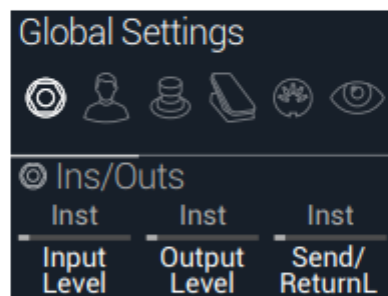 Global Settings
Ins/Outs
Inst Inst Inst
Input Output Send/
Level Level ReturnL